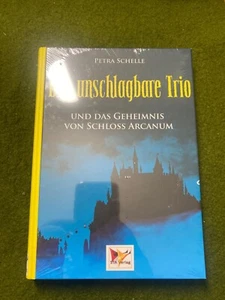 Petra Schelle
unschlagbare Trio
und das Geheimnis
von Schloss Arcanum